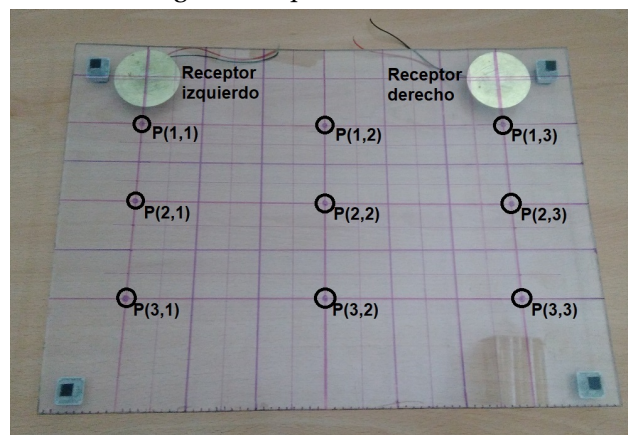 Receptor
izquierdo
Receptor
derecho
P(1,1)
P(1,2)
P(1,3)
P(2,1)
P(2,2)
P(2,3)
P(3,1)
P(3,2)
P(3,3)